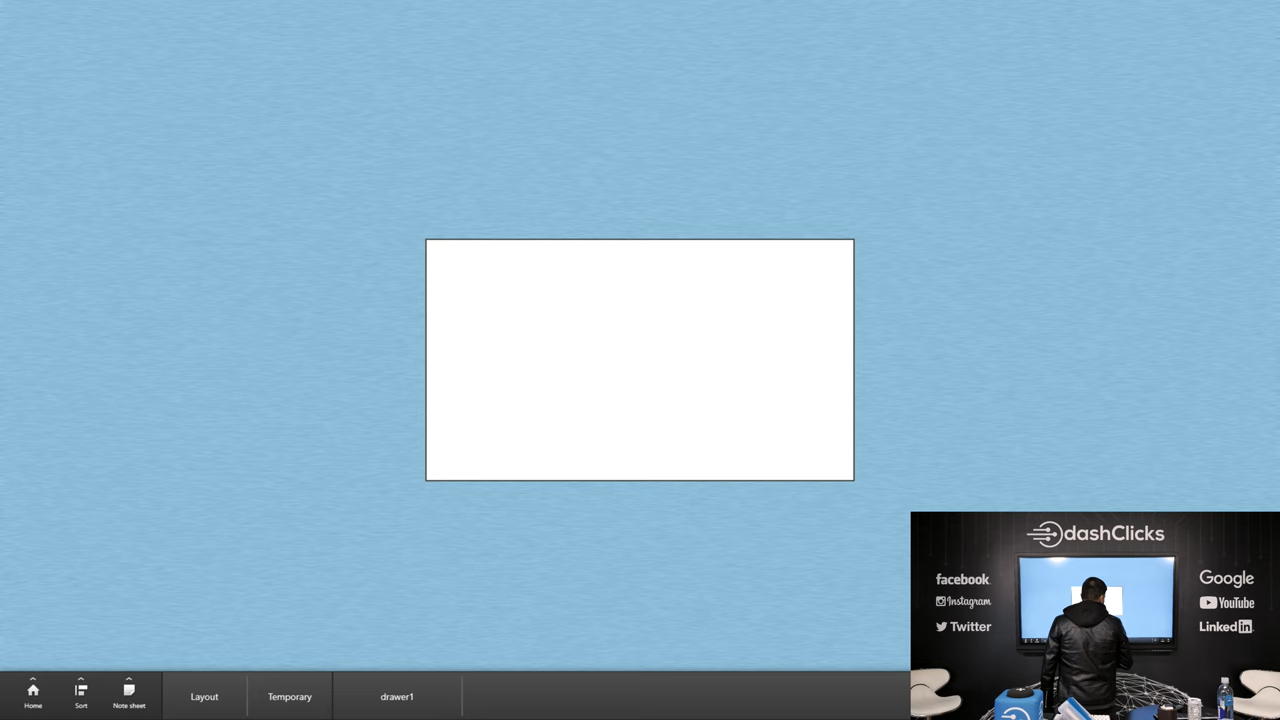 dashClicks
facebook
Instagram
Twitter
Google
YouTube
Linked in
Home
Sort
Note sheet
Layout
Temporary
drawer1